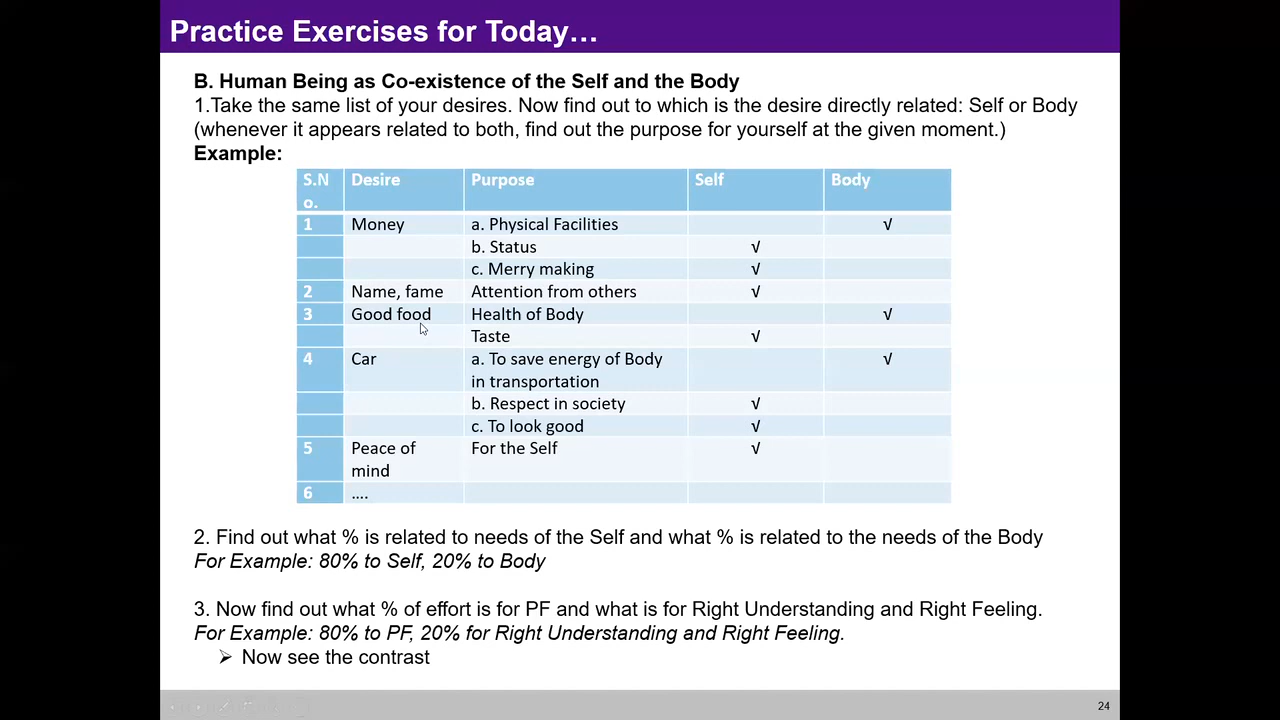 Practice Exercises for Today…
B. Human Being as Co-existence of the Self and the Body
1.Take the same list of your desires. Now find out to which is the desire directly related: Self or Body
(whenever it appears related to both, find out the purpose for yourself at the given moment.)
Example:
S.N
o. Desire Purpose Self Body
1 Money a. Physical Facilities √
b. Status √
c. Merry making √
2 Name, fame Attention from others √
3 Good food Health of Body √
Taste √
4 Car a. To save energy of Body √
in transportation
b. Respect in society √
c. To look good √
5 Peace of For the Self √
mind
6 ....
2. Find out what % is related to needs of the Self and what % is related to the needs of the Body
For Example: 80% to Self, 20% to Body
3. Now find out what % of effort is for PF and what is for Right Understanding and Right Feeling.
For Example: 80% to PF, 20% for Right Understanding and Right Feeling.
➢ Now see the contrast
24